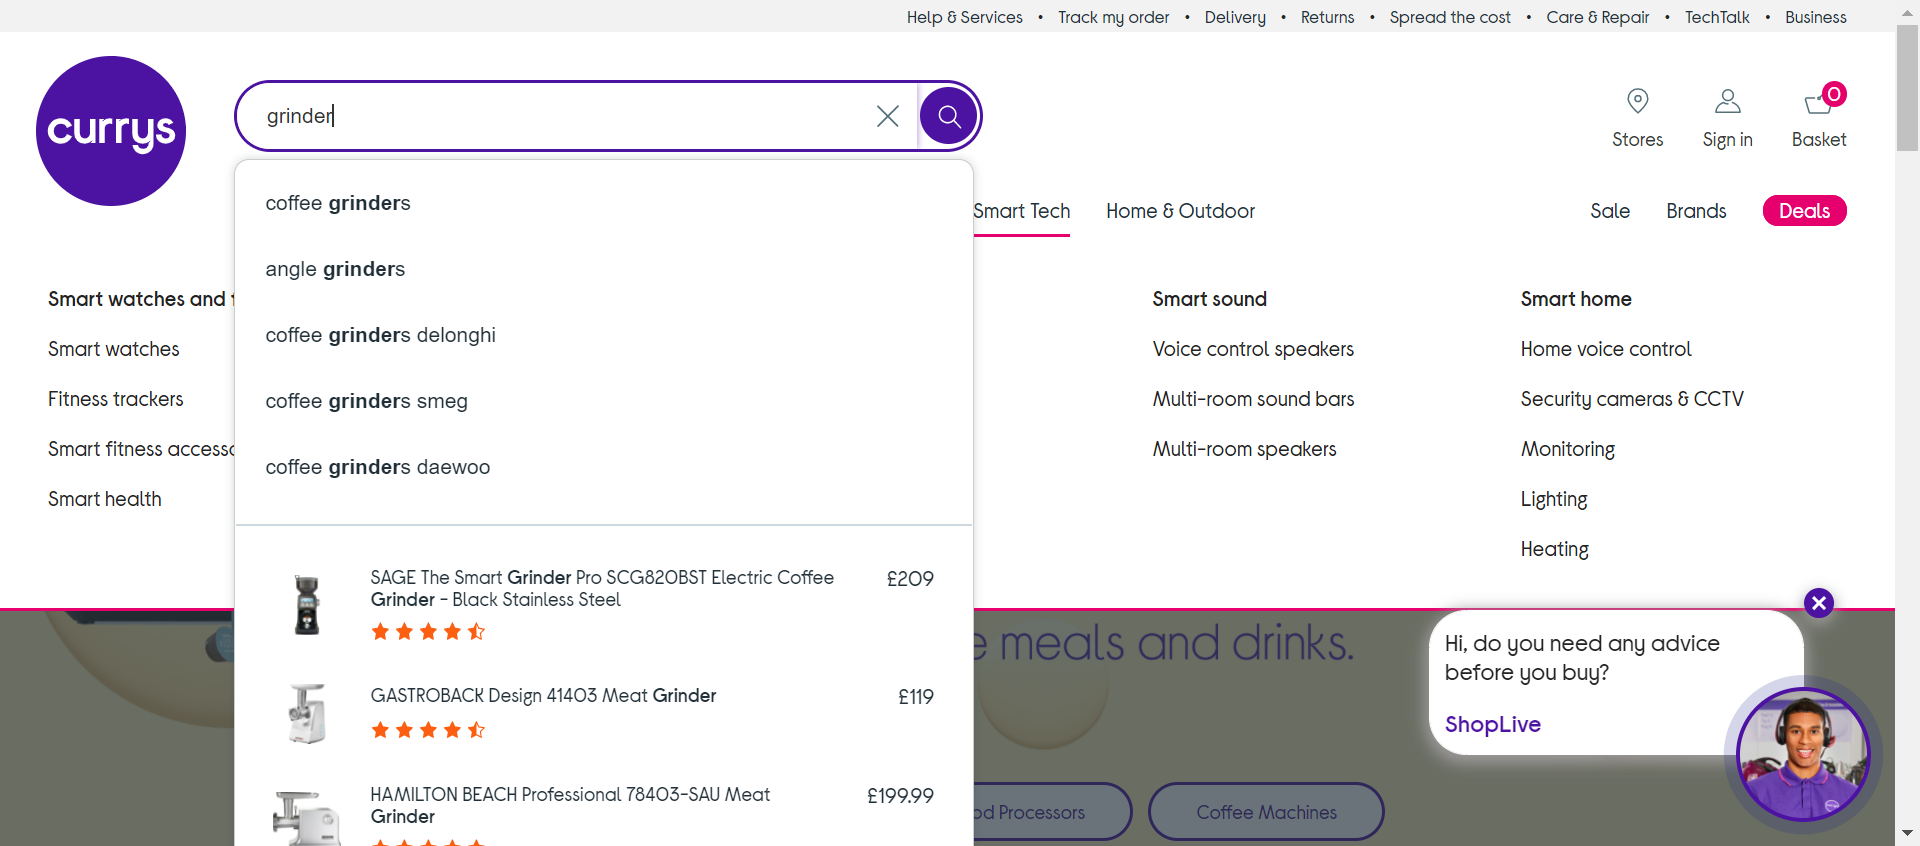 Help & Services • Track my order • Delivery • Returns • Spread the cost • Care & Repair • TechTalk • Business
currys
grinder
Stores
Sign in
0
Basket
Smart Tech
Home & Outdoor
Sale
Brands
Deals
coffee grinders
angle grinders
coffee grinders delonghi
coffee grinders smeg
coffee grinders daewoo
Smart watches and
Smart watches
Fitness trackers
Smart fitness
Smart health
Smart sound
Voice control speakers
Multi-room sound bars
Multi-room speakers
Smart home
Home voice control
Security cameras & CCTV
Monitoring
Lighting
Heating
SAGE The Smart Grinder Pro SCG820BST Electric Coffee
Grinder - Black Stainless Steel
£209
GASTROBACK Design 41403 Meat Grinder
£119
HAMILTON BEACH Professional 78403-SAU Meat
Grinder
£199.99
meals and drinks.
Processors
Coffee Machines
Hi, do you need any advice
before you buy?
ShopLive